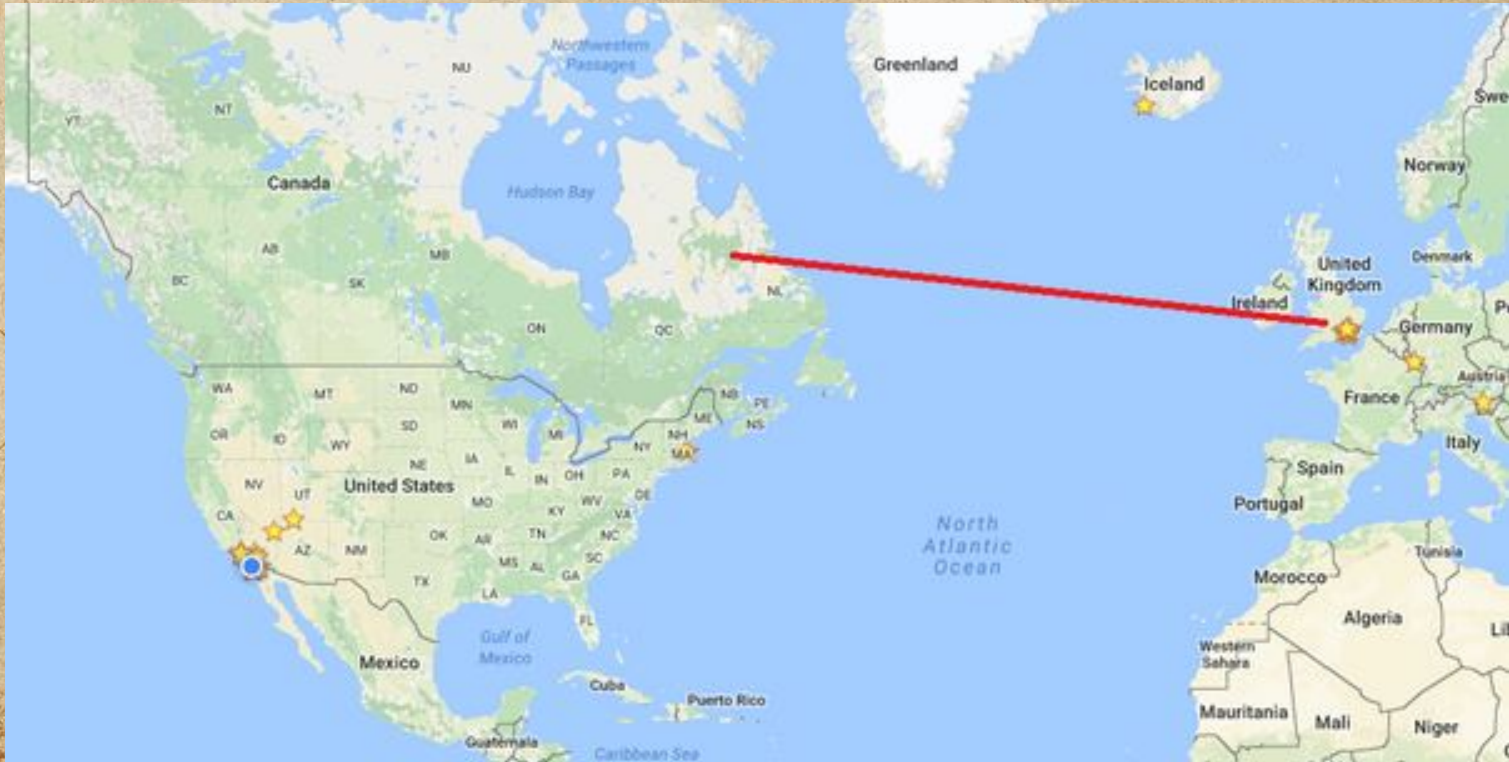 Northwestern
Passages
Greenland
NU
Iceland
Swe
NT
YT
Norway
Canada
Hudson Bay
AB
MB
United
Kingdom
Denmark
BC
SK
NL
Ireland
P
ON
QC
Germany
WA
MT
ND
NB
PE
Austria
MN
ME
NS
France
OR
ID
SD
WI
MI
NY
NH
WY
MA
Italy
NE
IA
PA
Spain
NV
United States
IL
IN
OH
UT
DE
MO
WV
Portugal
CA
KY
VA
North
Atlantic
Ocean
OK
AR
TN
NC
AZ
NM
SC
Tunisia
MS
AL
GA
Morocco
TX
LA
Algeria
FL
Lib
Gulf of
Mexico
Western
Sahara
Mexico
Cuba
Puerto Rico
Mauritania
Mali
Niger
Guatemala
Caribbean Sea